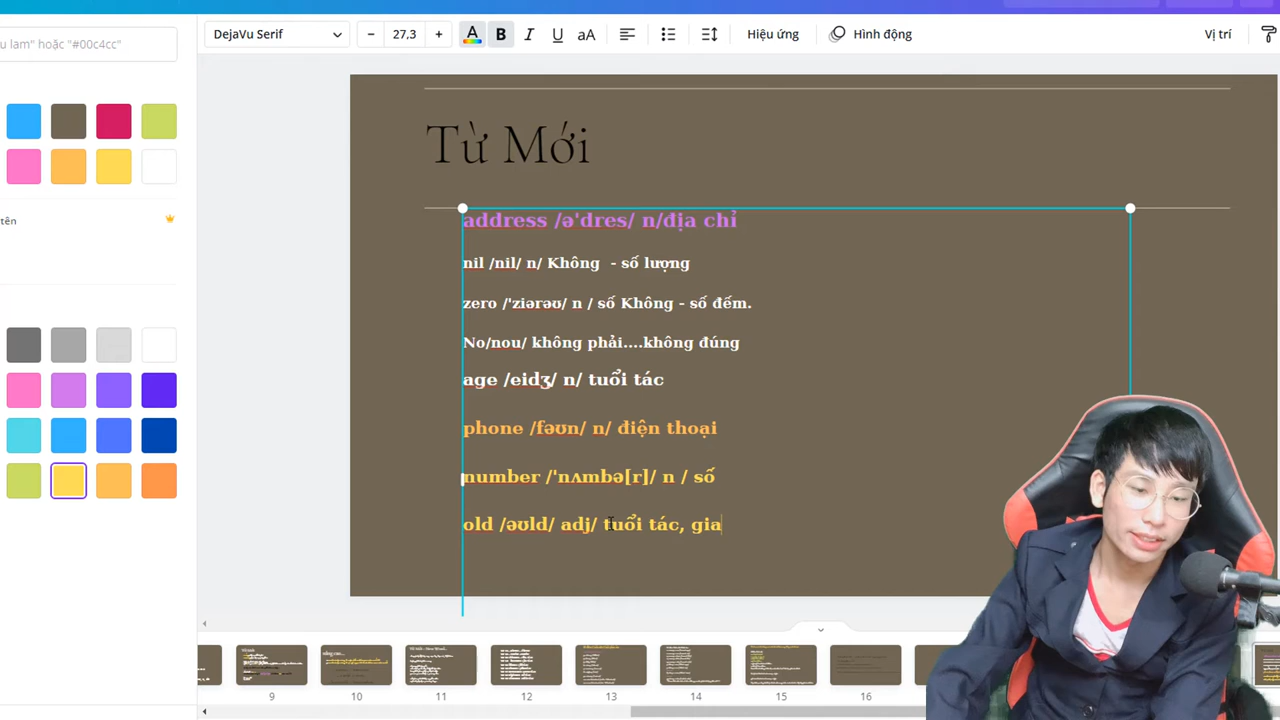 u lam" hoặc "#00c4cc"
DejaVu Serif
– 27,3 +
A B I U aA
Hiệu ứng
Hình động
Vị trí
tên
Từ Mới
address /ə'dres/ n/địa chỉ
nil /nil/ n/ Không - số lượng
zero /'ziərəʊ/ n / số Không - số đếm.
No/nou/ không phải....không đúng
age /eidʒ/ n/ tuổi tác
phone /fəʊn/ n/ điện thoại
number /'nʌmbə[r]/ n / số
old /əʊld/ adj/ tuổi tác, gia
9 10 11 12 13 14 15 16